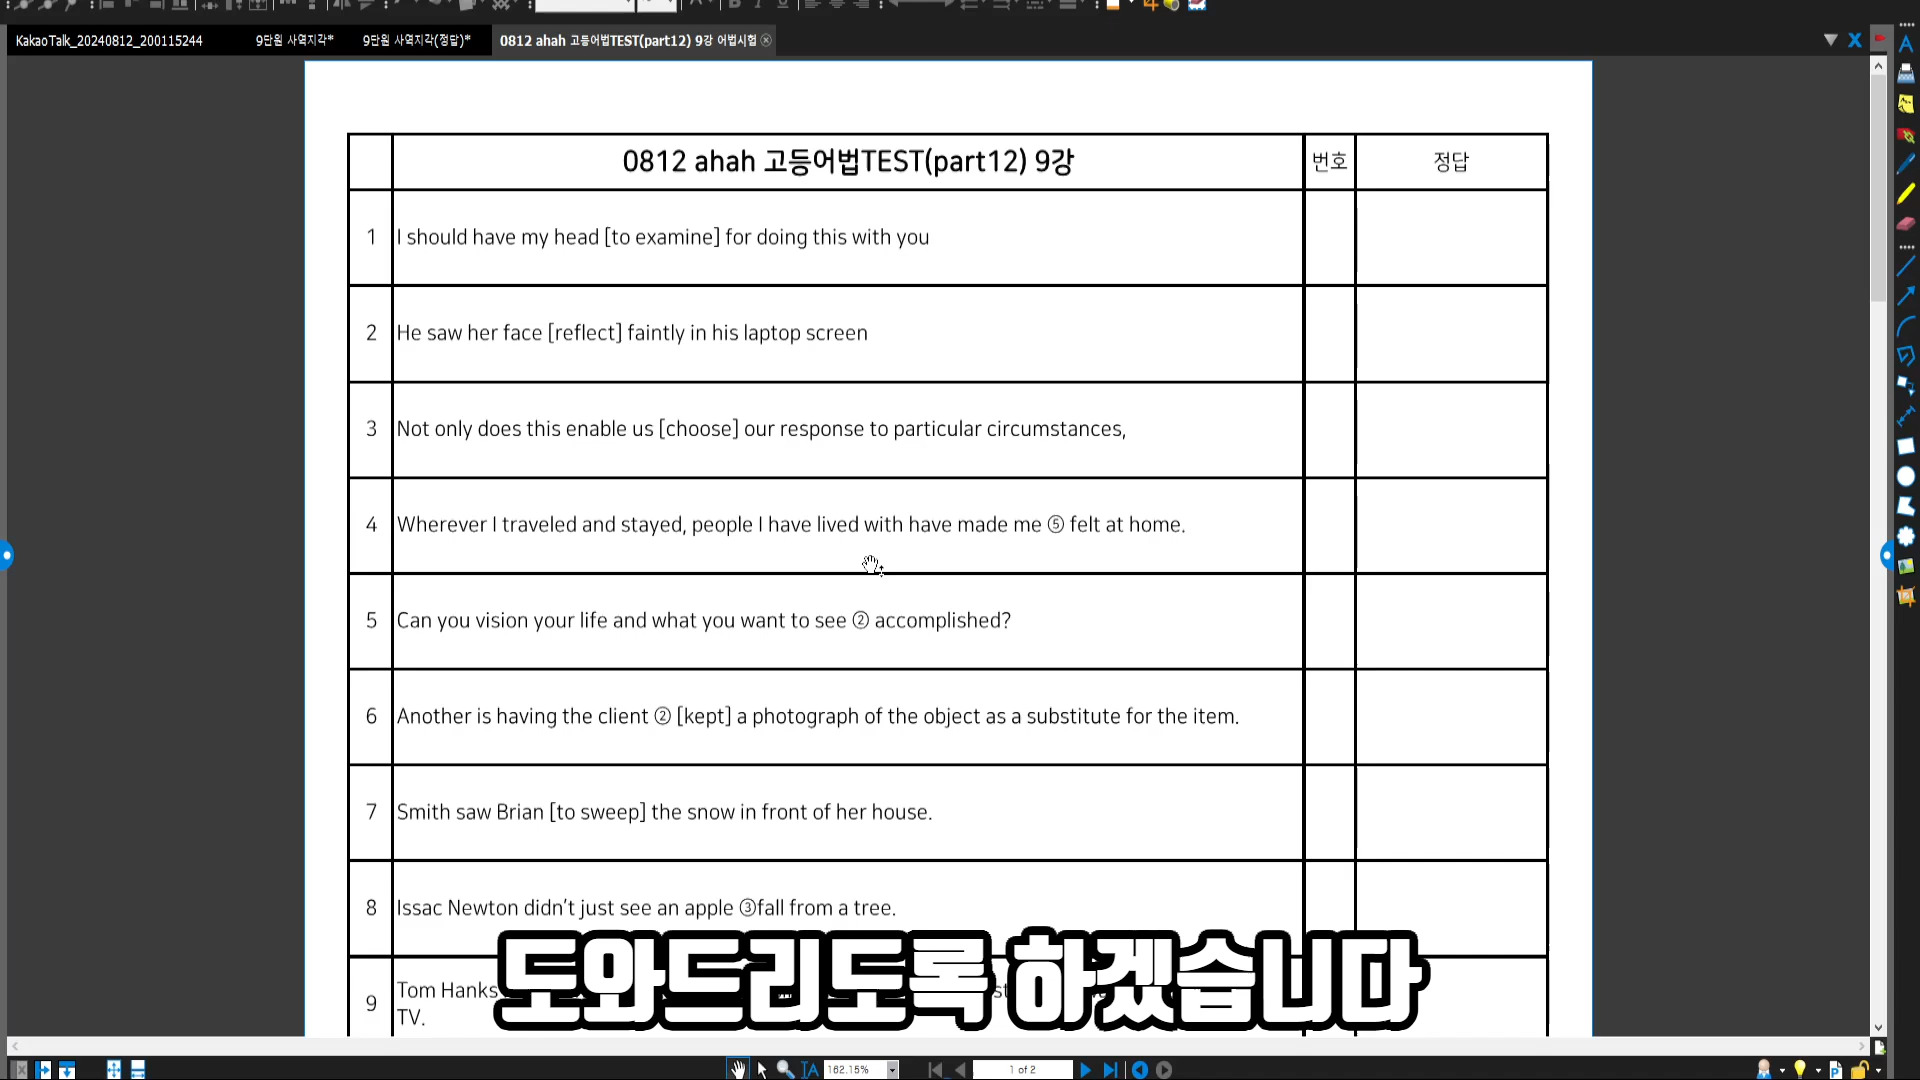 KakaoTalk_20240812_200115244
9단원 사역지각*
9단원 사역지각(정답)*
0812 ahah 고등어법TEST(part12) 9강 어법시험
0812 ahah 고등어법TEST(part12) 9강
번호
정답
1 I should have my head [to examine] for doing this with you
2 He saw her face [reflect] faintly in his laptop screen
3 Not only does this enable us [choose] our response to particular circumstances,
4 Wherever I traveled and stayed, people I have lived with have made me ⑤ felt at home.
5 Can you vision your life and what you want to see ② accomplished?
6 Another is having the client ② [kept] a photograph of the object as a substitute for the item.
7 Smith saw Brian [to sweep] the snow in front of her house.
8 Issac Newton didn't just see an apple ③fall from a tree.
9 Tom Hanks
TV.
도와드리도록 하겠습니다
162.15%
1 of 2